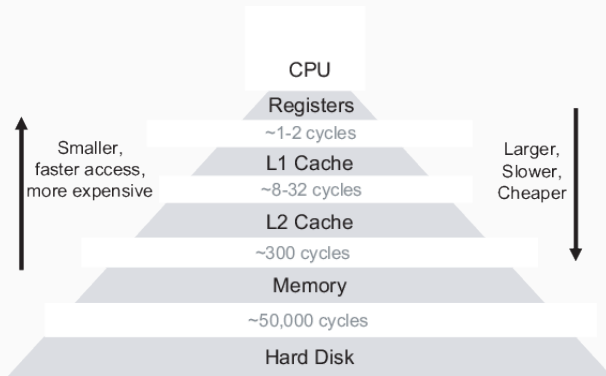 CPU
Registers
~1-2 cycles
Smaller,
faster access,
more expensive
L1 Cache
Larger,
Slower,
Cheaper
~8-32 cycles
L2 Cache
~300 cycles
Memory
~50,000 cycles
Hard Disk